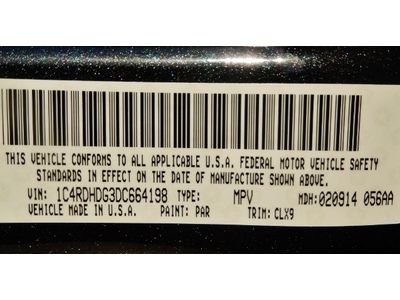 THIS VEHICLE CONFORMS TO ALL APPLICABLE U.S.A. FEDERAL MOTOR VEHICLE SAFETY
STANDARDS IN EFFECT ON THE DATE OF MANUFACTURE SHOWN ABOVE.
VIN: 1C4RDHDG3DC664198 TYPE: MPV MDH: 020914 056AA
VEHICLE MADE IN U.S.A. PAINT: PAR TRIM: CLX9